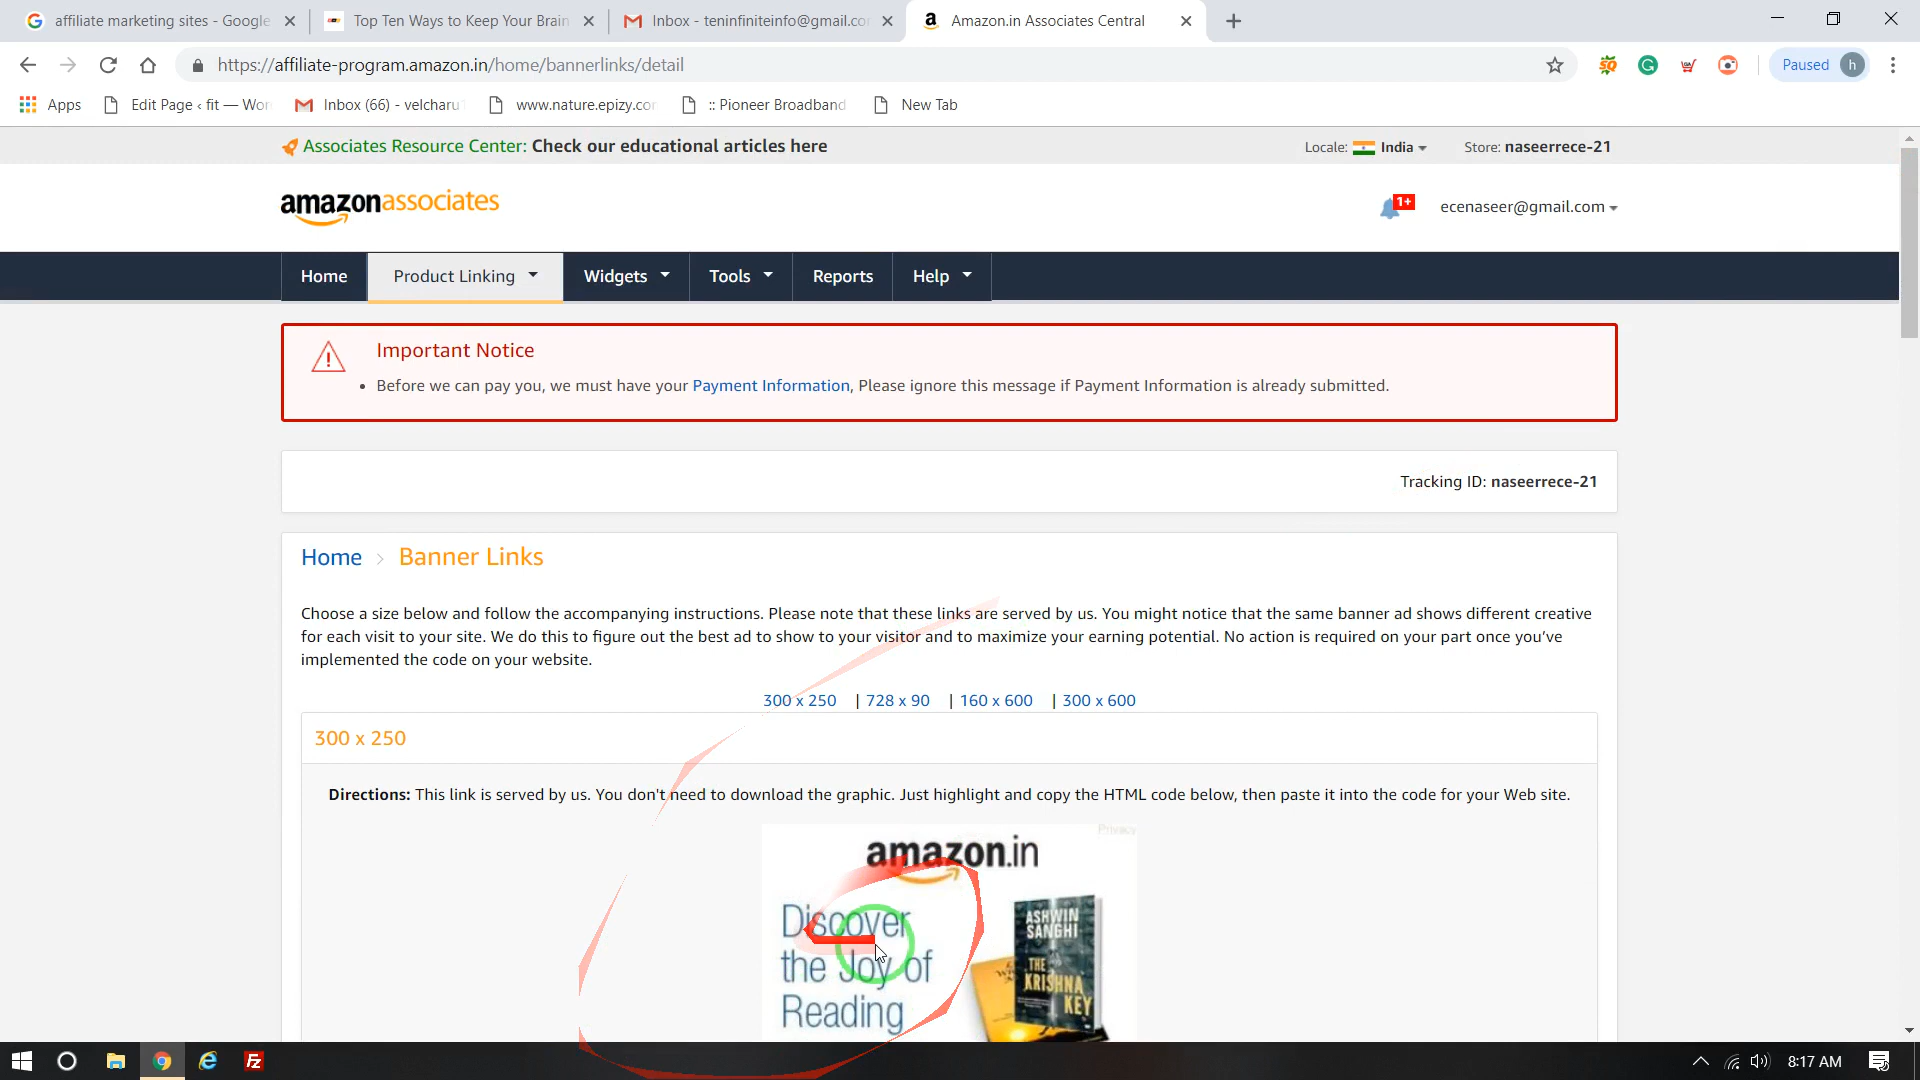 affiliate marketing sites - Google
Top Ten Ways to Keep Your Brain
Inbox - teninfiniteinfo@gmail.co
a
Amazon.in Associates Central
https://affiliate-program.amazon.in/home/bannerlinks/detail
SQ
G
Paused
h
Apps
Edit Page ‹ fit — Wor
Inbox (66) - velcharu
www.nature.epizy.co
:: Pioneer Broadband
New Tab
Associates Resource Center: Check our educational articles here
Locale: India
Store: naseerrece-21
amazonassociates
1+
ecenaseer@gmail.com
Home
Product Linking
Widgets
Tools
Reports
Help
Important Notice
• Before we can pay you, we must have your Payment Information, Please ignore this message if Payment Information is already submitted.
Tracking ID: naseerrece-21
Home > Banner Links
Choose a size below and follow the accompanying instructions. Please note that these links are served by us. You might notice that the same banner ad shows different creative
for each visit to your site. We do this to figure out the best ad to show to your visitor and to maximize your earning potential. No action is required on your part once you’ve
implemented the code on your website.
300 x 250 | 728 x 90 | 160 x 600 | 300 x 600
300 x 250
Directions: This link is served by us. You don't need to download the graphic. Just highlight and copy the HTML code below, then paste it into the code for your Web site.
Privacy
amazon.in
Discover
the Joy of
Reading
ASHWIN
SANGHI
THE
KRISHNA
KEY
Fz
8:17 AM